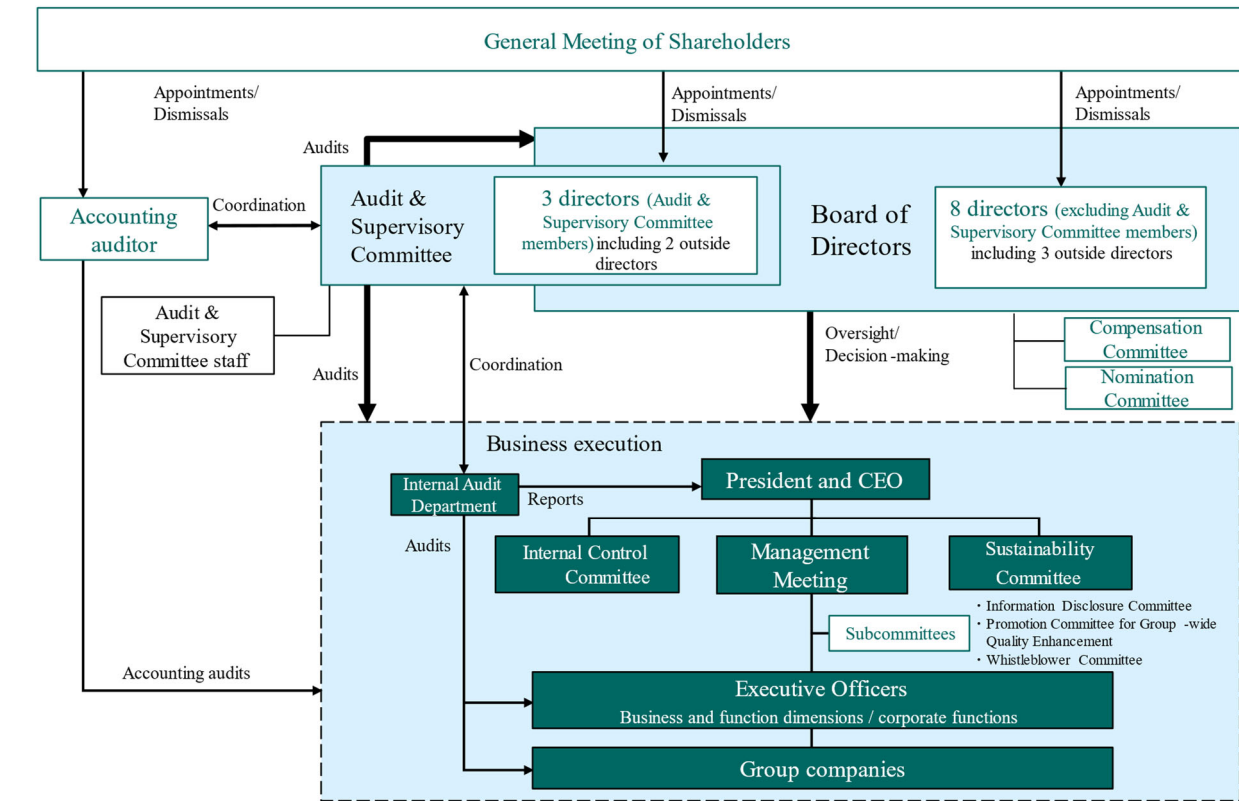 General Meeting of Shareholders
Appointments/
Dismissals
Appointments/
Dismissals
Appointments/
Dismissals
Audits
Accounting
auditor
Coordination
Audit &
Supervisory
Committee
3 directors (Audit &
Supervisory Committee
members) including 2 outside
directors
Board of
Directors
8 directors (excluding Audit &
Supervisory Committee members)
including 3 outside directors
Audit &
Supervisory
Committee staff
Audits
Coordination
Oversight/
Decision -making
Compensation
Committee
Nomination
Committee
Business execution
Internal Audit
Department
Reports
President and CEO
Audits
Internal Control
Committee
Management
Meeting
Sustainability
Committee
Subcommittees
・Information Disclosure Committee
・Promotion Committee for Group -wide
Quality Enhancement
・Whistleblower Committee
Accounting audits
Executive Officers
Business and function dimensions / corporate functions
Group companies